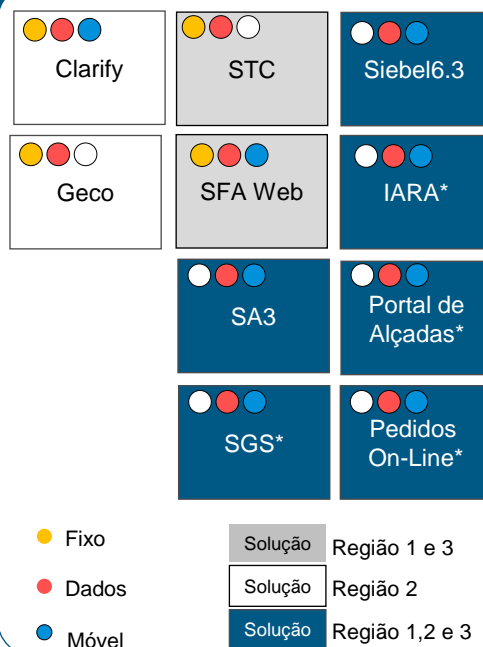 Clarify
STC
Siebel6.3
Geco
SFA Web
IARA*
SA3
Portal de
Alçadas*
SGS*
Pedidos
On-Line*
Fixo
Solução
Região 1 e 3
Dados
Solução
Região 2
Móvel
Solução
Região 1,2 e 3